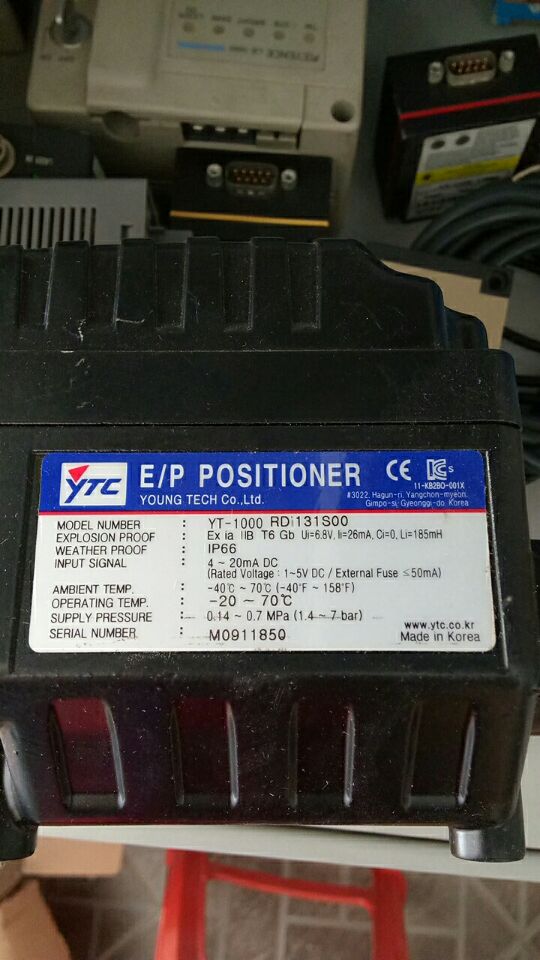 KEYENCE
YTC
E/P POSITIONER
YOUNG TECH Co.,Ltd.
CE
S
11-KB2BO-001X
#3022, Hagun-ri, Yangchon-myeon,
Gimpo-si, Gyeonggi-do, Korea
MODEL NUMBER : YT-1000 RDi131S00
EXPLOSION PROOF : Ex ia IIB T6 Gb Ui=6.8V, Ii=26mA, Ci=0, Li=185mH
WEATHER PROOF : IP66
INPUT SIGNAL : 4 ~ 20mA DC
(Rated Voltage : 1~5V DC / External Fuse ≤50mA)
AMBIENT TEMP. : -40℃ ~ 70℃ (-40°F ~ 158°F)
OPERATING TEMP. : -20 ~ 70℃
SUPPLY PRESSURE : 0.14 ~ 0.7 MPa (1.4 ~ 7 bar)
SERIAL NUMBER : M0911850
www.ytc.co.kr
Made in Korea